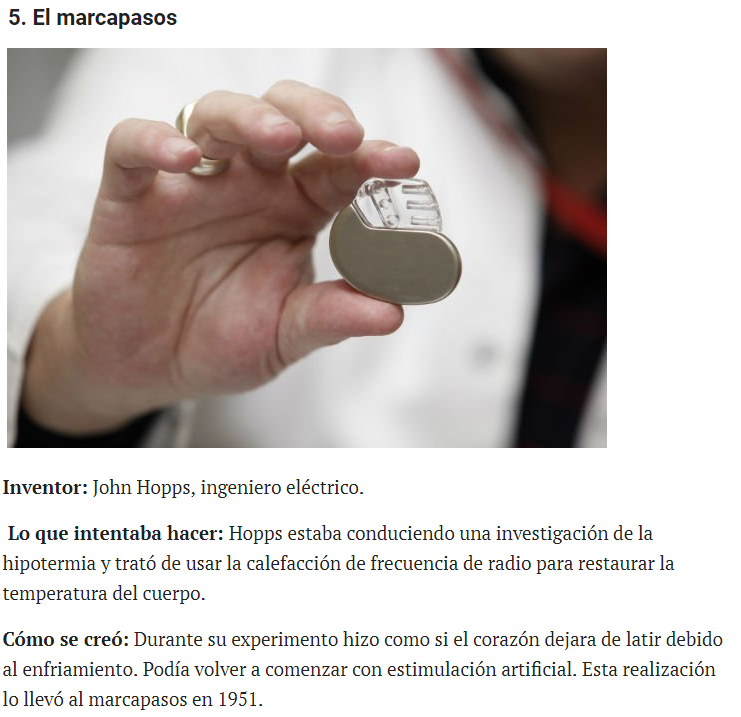 5. El marcapasos
Inventor: John Hopps, ingeniero eléctrico.
Lo que intentaba hacer: Hopps estaba conduciendo una investigación de la
hipotermia y trató de usar la calefacción de frecuencia de radio para restaurar la
temperatura del cuerpo.
Cómo se creó: Durante su experimento hizo como si el corazón dejara de latir debido
al enfriamiento. Podía volver a comenzar con estimulación artificial. Esta realización
lo llevó al marcapasos en 1951.